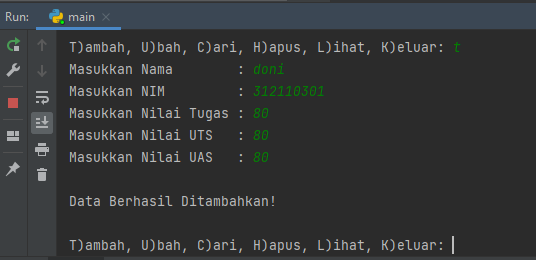 Run: main
T)ambah, U)bah, C)ari, H)apus, L)ihat, K)eluar: t
Masukkan Nama        : doni
Masukkan NIM         : 312110301
Masukkan Nilai Tugas : 80
Masukkan Nilai UTS   : 80
Masukkan Nilai UAS   : 80
Data Berhasil Ditambahkan!
T)ambah, U)bah, C)ari, H)apus, L)ihat, K)eluar: